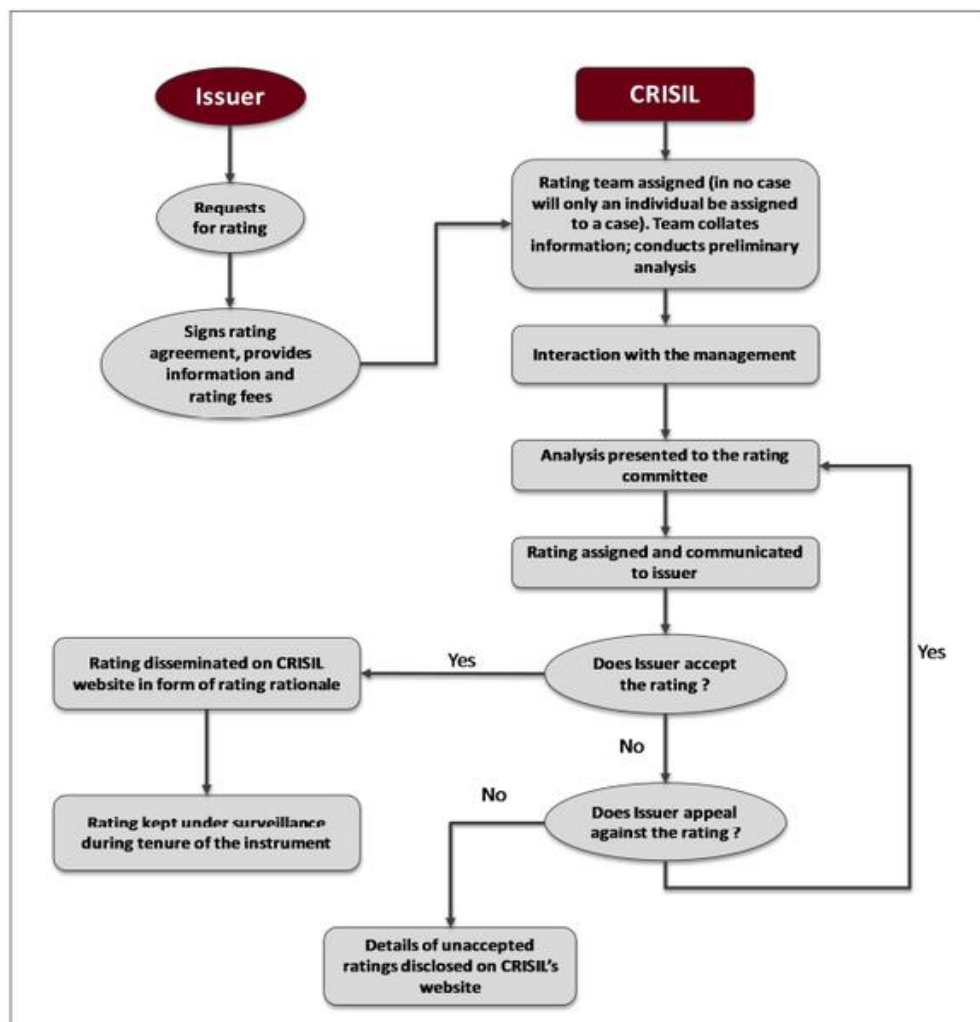 Issuer
CRISIL
Requests
for rating
Rating team assigned (in no case
will only an individual be assigned
to a case). Team collates
information; conducts preliminary
analysis
Signs rating
agreement, provides
information and
rating fees
Interaction with the management
Analysis presented to the rating
committee
Rating assigned and communicated
to issuer
Does Issuer accept
the rating ?
Yes
Yes
Rating disseminated on CRISIL
website in form of rating rationale
No
Does Issuer appeal
against the rating ?
No
Rating kept under surveillance
during tenure of the instrument
Details of unaccepted
ratings disclosed on CRISIL's
website